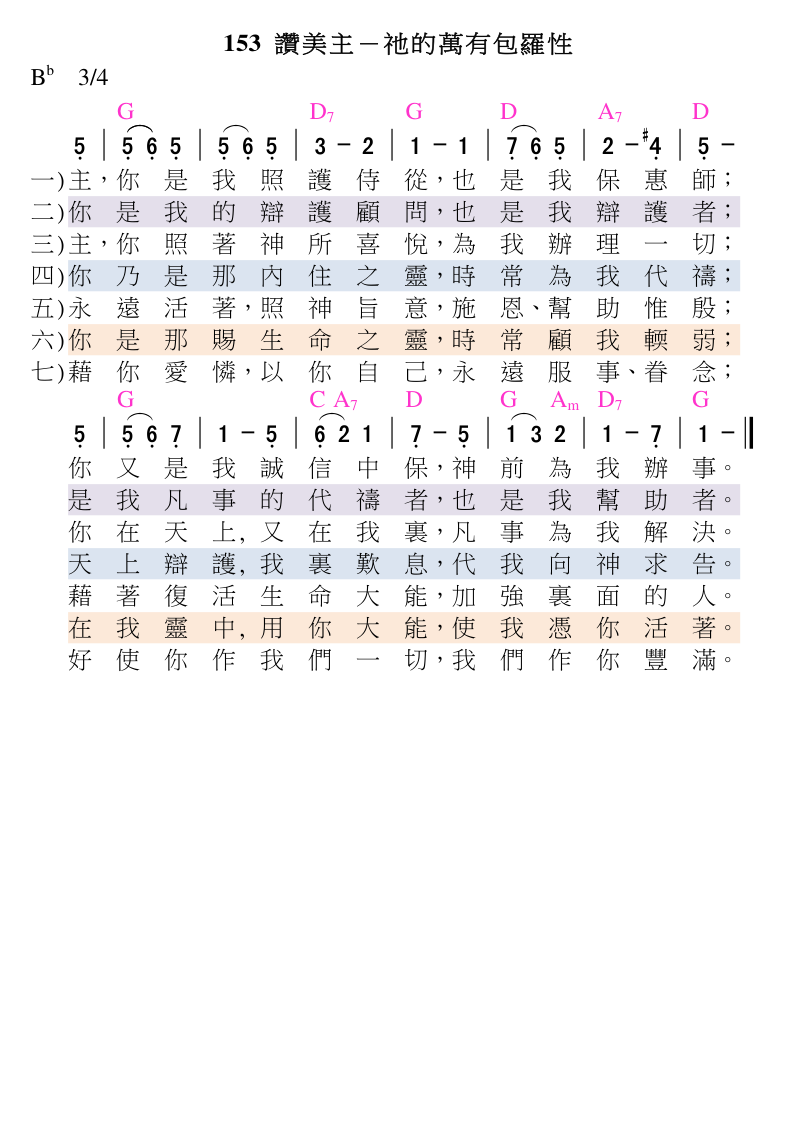 153 讚美主－祂的萬有包羅性
B♭ 3/4
G D7 G D A7 D
5 | 5 6 5 | 5 6 5 | 3 － 2 | 1 － 1 | 7 6 5 | 2 － #4 | 5 －
一)主，你是我照護侍從，也是我保惠師；
二)你是我的辯護顧問，也是我辯護者；
三)主，你照著神所喜悅，為我辦理一切；
四)你乃是那內住之靈，時常為我代禱；
五)永遠活著，照神旨意，施恩、幫助惟殷；
六)你是那賜生命之靈，時常顧我輭弱；
七)藉你愛憐，以你自己，永遠服事、眷念；
G C A7 D G Am D7 G
5 | 5 6 7 | 1 － 5 | 6 2 1 | 7 － 5 | 1 3 2 | 1 － 7 | 1 － ‖
你又是我誠信中保，神前為我辦事。
是我凡事的代禱者，也是我幫助者。
你在天上, 又在我裏，凡事為我解決。
天上辯護, 我裏歎息，代我向神求告。
藉著復活生命大能，加強裏面的人。
在我靈中, 用你大能，使我憑你活著。
好使你作我們一切，我們作你豐滿。